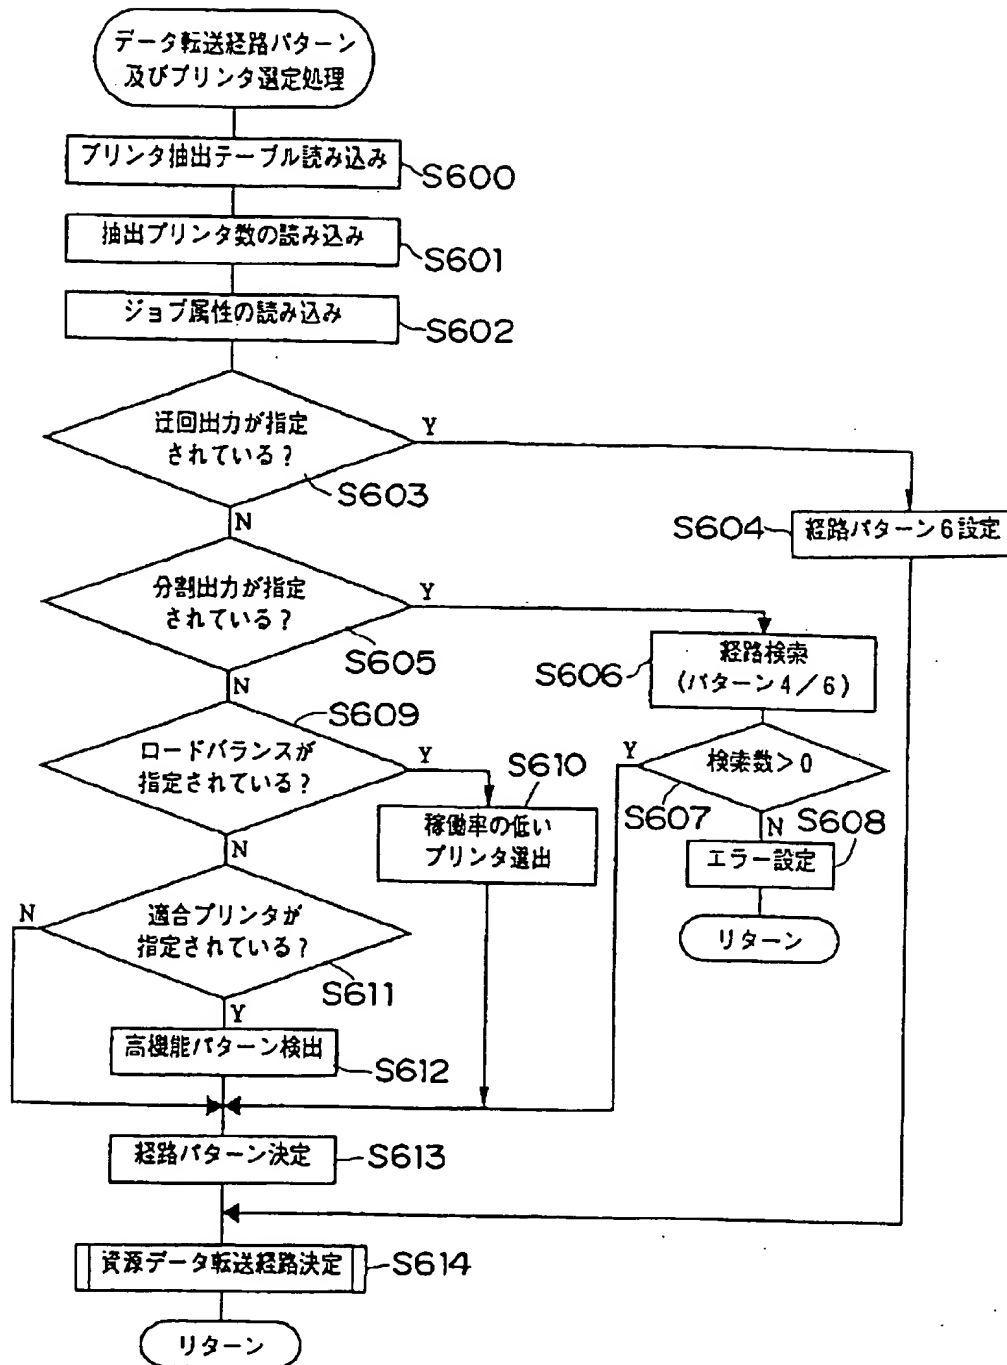 データ転送経路パターン
及びプリンタ選定処理
プリンタ抽出テーブル読み込み
S600
抽出プリンタ数の読み込み
S601
ジョブ属性の読み込み
S602
迂回出力が指定
されている?
Y
S603
N
S604
経路パターン6設定
分割出力が指定
されている?
Y
S605
N
S606
経路検索
(パターン4/6)
S609
ロードバランスが
指定されている?
Y
N
S610
稼働率の低い
プリンタ選出
Y
検索数>0
S607
N
S608
エラー設定
リターン
N
適合プリンタが
指定されている?
S611
Y
高機能パターン検出
S612
経路パターン決定
S613
資源データ転送経路決定
S614
リターン